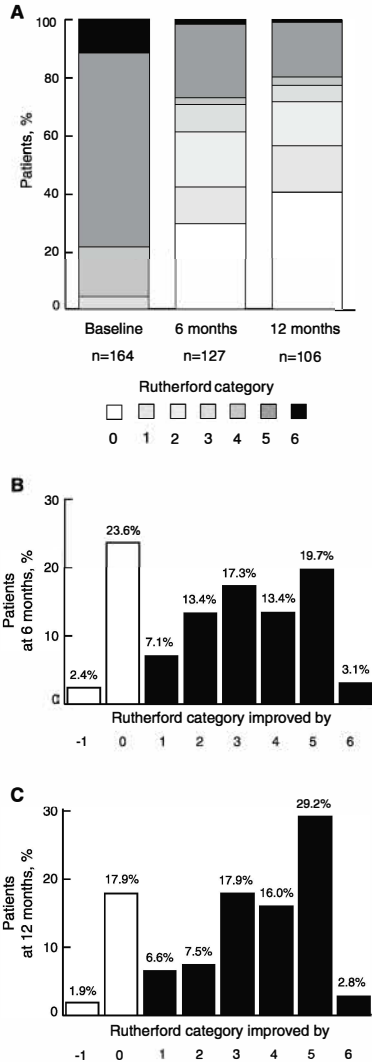 A
100
80
60
40
20
0
Patients, %
Baseline 6 months 12 months
n=164 n=127 n=106
Rutherford category
0 1 2 3 4 5 6
B
30
20
10
0
Patients
at 6 months, %
2.4% 23.6% 7.1% 13.4% 17.3% 13.4% 19.7% 3.1%
Rutherford category improved by
-1 0 1 2 3 4 5 6
C
30
20
10
0
Patients
at 12 months, %
1.9% 17.9% 6.6% 7.5% 17.9% 16.0% 29.2% 2.8%
Rutherford category improved by
-1 0 1 2 3 4 5 6